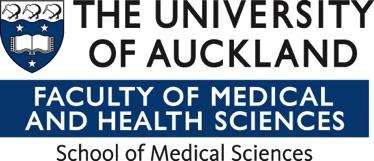 THE UNIVERSITY
OF AUCKLAND
FACULTY OF MEDICAL
AND HEALTH SCIENCES
School of Medical Sciences